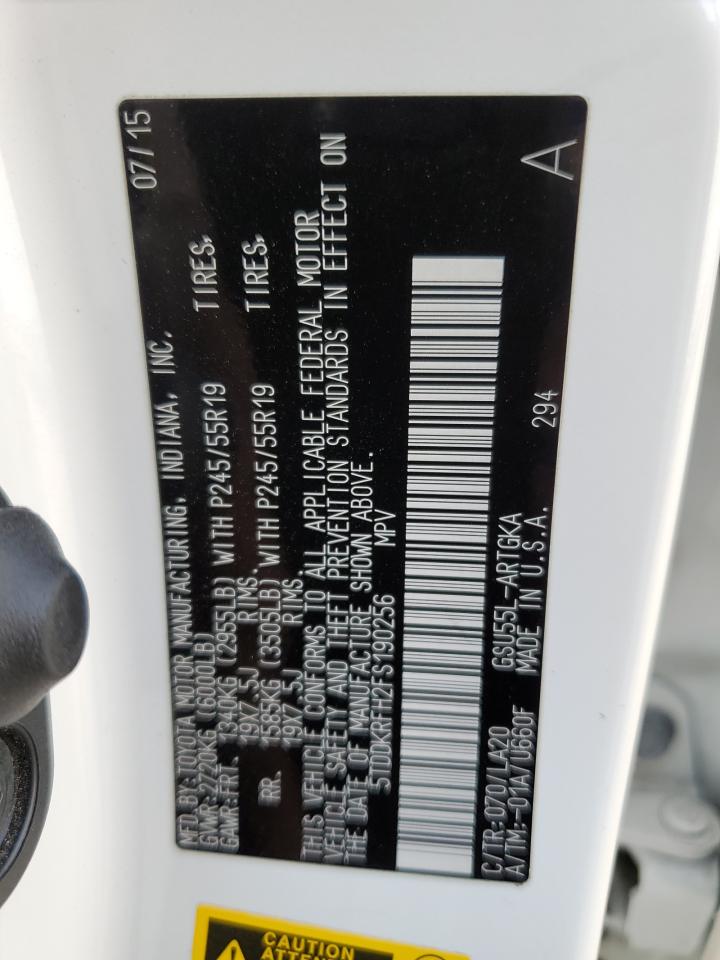 MFD. BY: TOYOTA MOTOR MANUFACTURING, INDIANA, INC. 07/15
GVWR: 2720KG (6000LB)
GAWR: FRT. 1340KG (2955LB) WITH P245/55R19 TIRES,
19X7.5J RIMS.
RR. 1585KG (3505LB) WITH P245/55R19 TIRES,
19X7.5J RIMS.
THIS VEHICLE CONFORMS TO ALL APPLICABLE FEDERAL MOTOR
VEHICLE SAFETY AND THEFT PREVENTION STANDARDS IN EFFECT ON
THE DATE OF MANUFACTURE SHOWN ABOVE.
5TDDKRFH2FS190256 MPV
C/TR: 070/LA20 GSU55L-ARTGKA 294 A
A/TM: -01A/U660F MADE IN U.S.A.
CAUTION